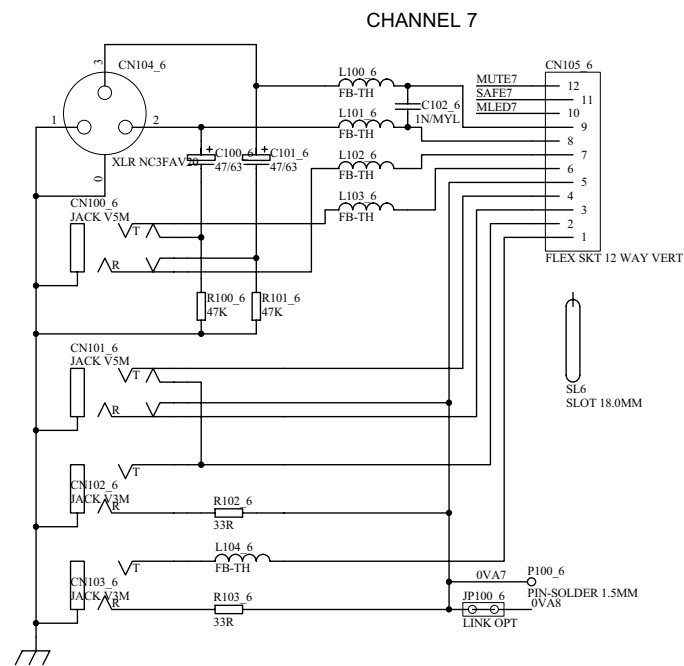 CHANNEL 7
3
CN104_6
1
2
0
XLR NC3FAV20
L100_6
FB-TH
L101_6
FB-TH
C102_6
1N/MYL
L102_6
FB-TH
L103_6
FB-TH
+
C100_6
47/63
+
C101_6
47/63
CN105_6
MUTE7
SAFE7
MLED7
12
11
10
9
8
7
6
5
4
3
2
1
FLEX SKT 12 WAY VERT
CN100_6
JACK V5M
T
R
R100_6
47K
R101_6
47K
SL6
SLOT 18.0MM
CN101_6
JACK V5M
T
R
CN102_6
JACK V3M
T
R
R102_6
33R
L104_6
FB-TH
CN103_6
JACK V3M
T
R
R103_6
33R
0VA7
P100_6
PIN-SOLDER 1.5MM
JP100_6
0VA8
LINK OPT